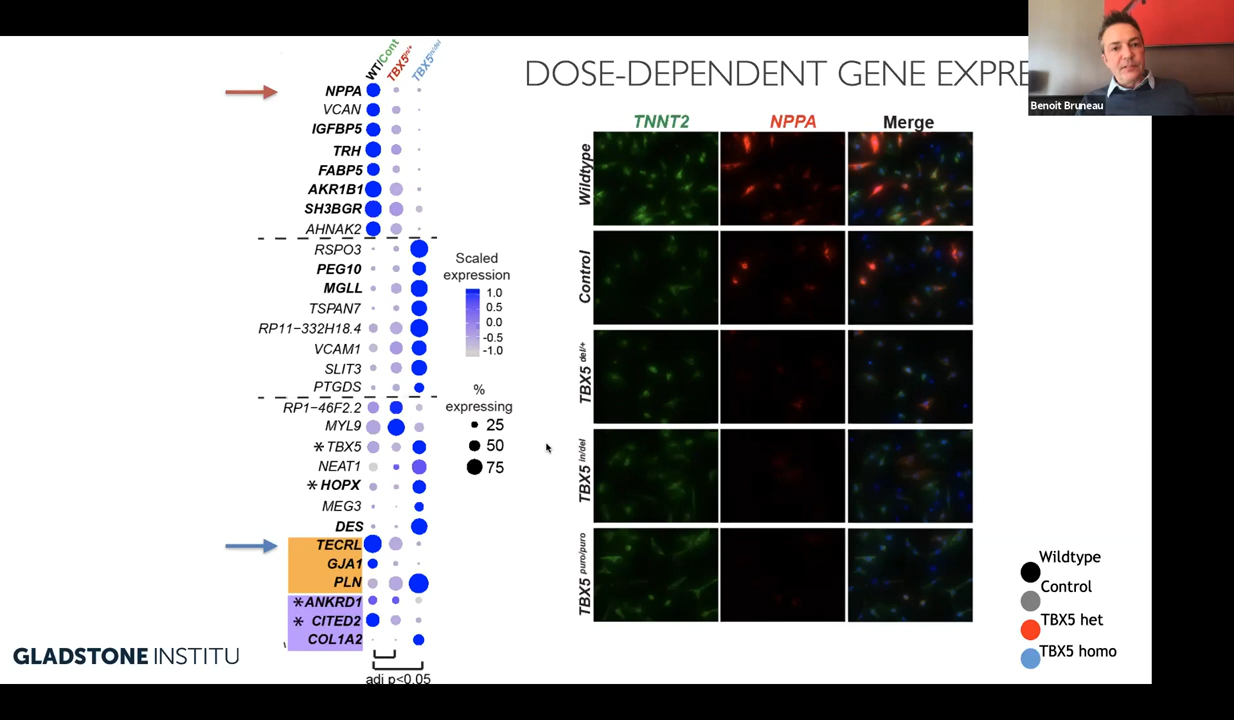 DOSE-DEPENDENT GENE EXPRE
Benoit Bruneau
WT/Cont
TBX5in/+
TBX5in/del
NPPA
VCAN
IGFBP5
TRH
FABP5
AKR1B1
SH3BGR
AHNAK2
RSPO3
PEG10
MGLL
TSPAN7
RP11−332H18.4
VCAM1
SLIT3
PTGDS
RP1−46F2.2
MYL9
*TBX5
NEAT1
*HOPX
MEG3
DES
TECRL
GJA1
PLN
*ANKRD1
* CITED2
COL1A2
adj p<0.05
Scaled
expression
1.0
0.5
0.0
-0.5
-1.0
%
expressing
25
50
75
TNNT2 NPPA Merge
Wildtype
Control
TBX5 del/+
TBX5 in/del
TBX5 puro/puro
Wildtype
Control
TBX5 het
TBX5 homo
GLADSTONE INSTITU